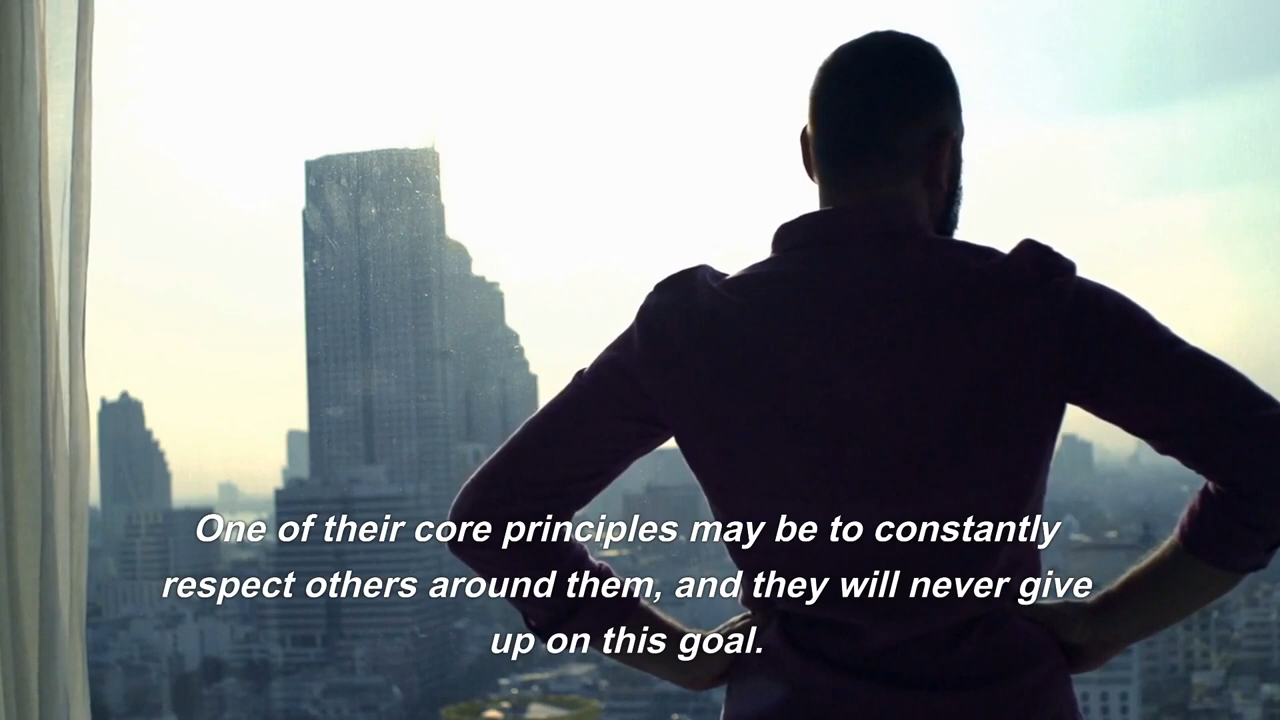 One of their core principles may be to constantly
respect others around them, and they will never give
up on this goal.